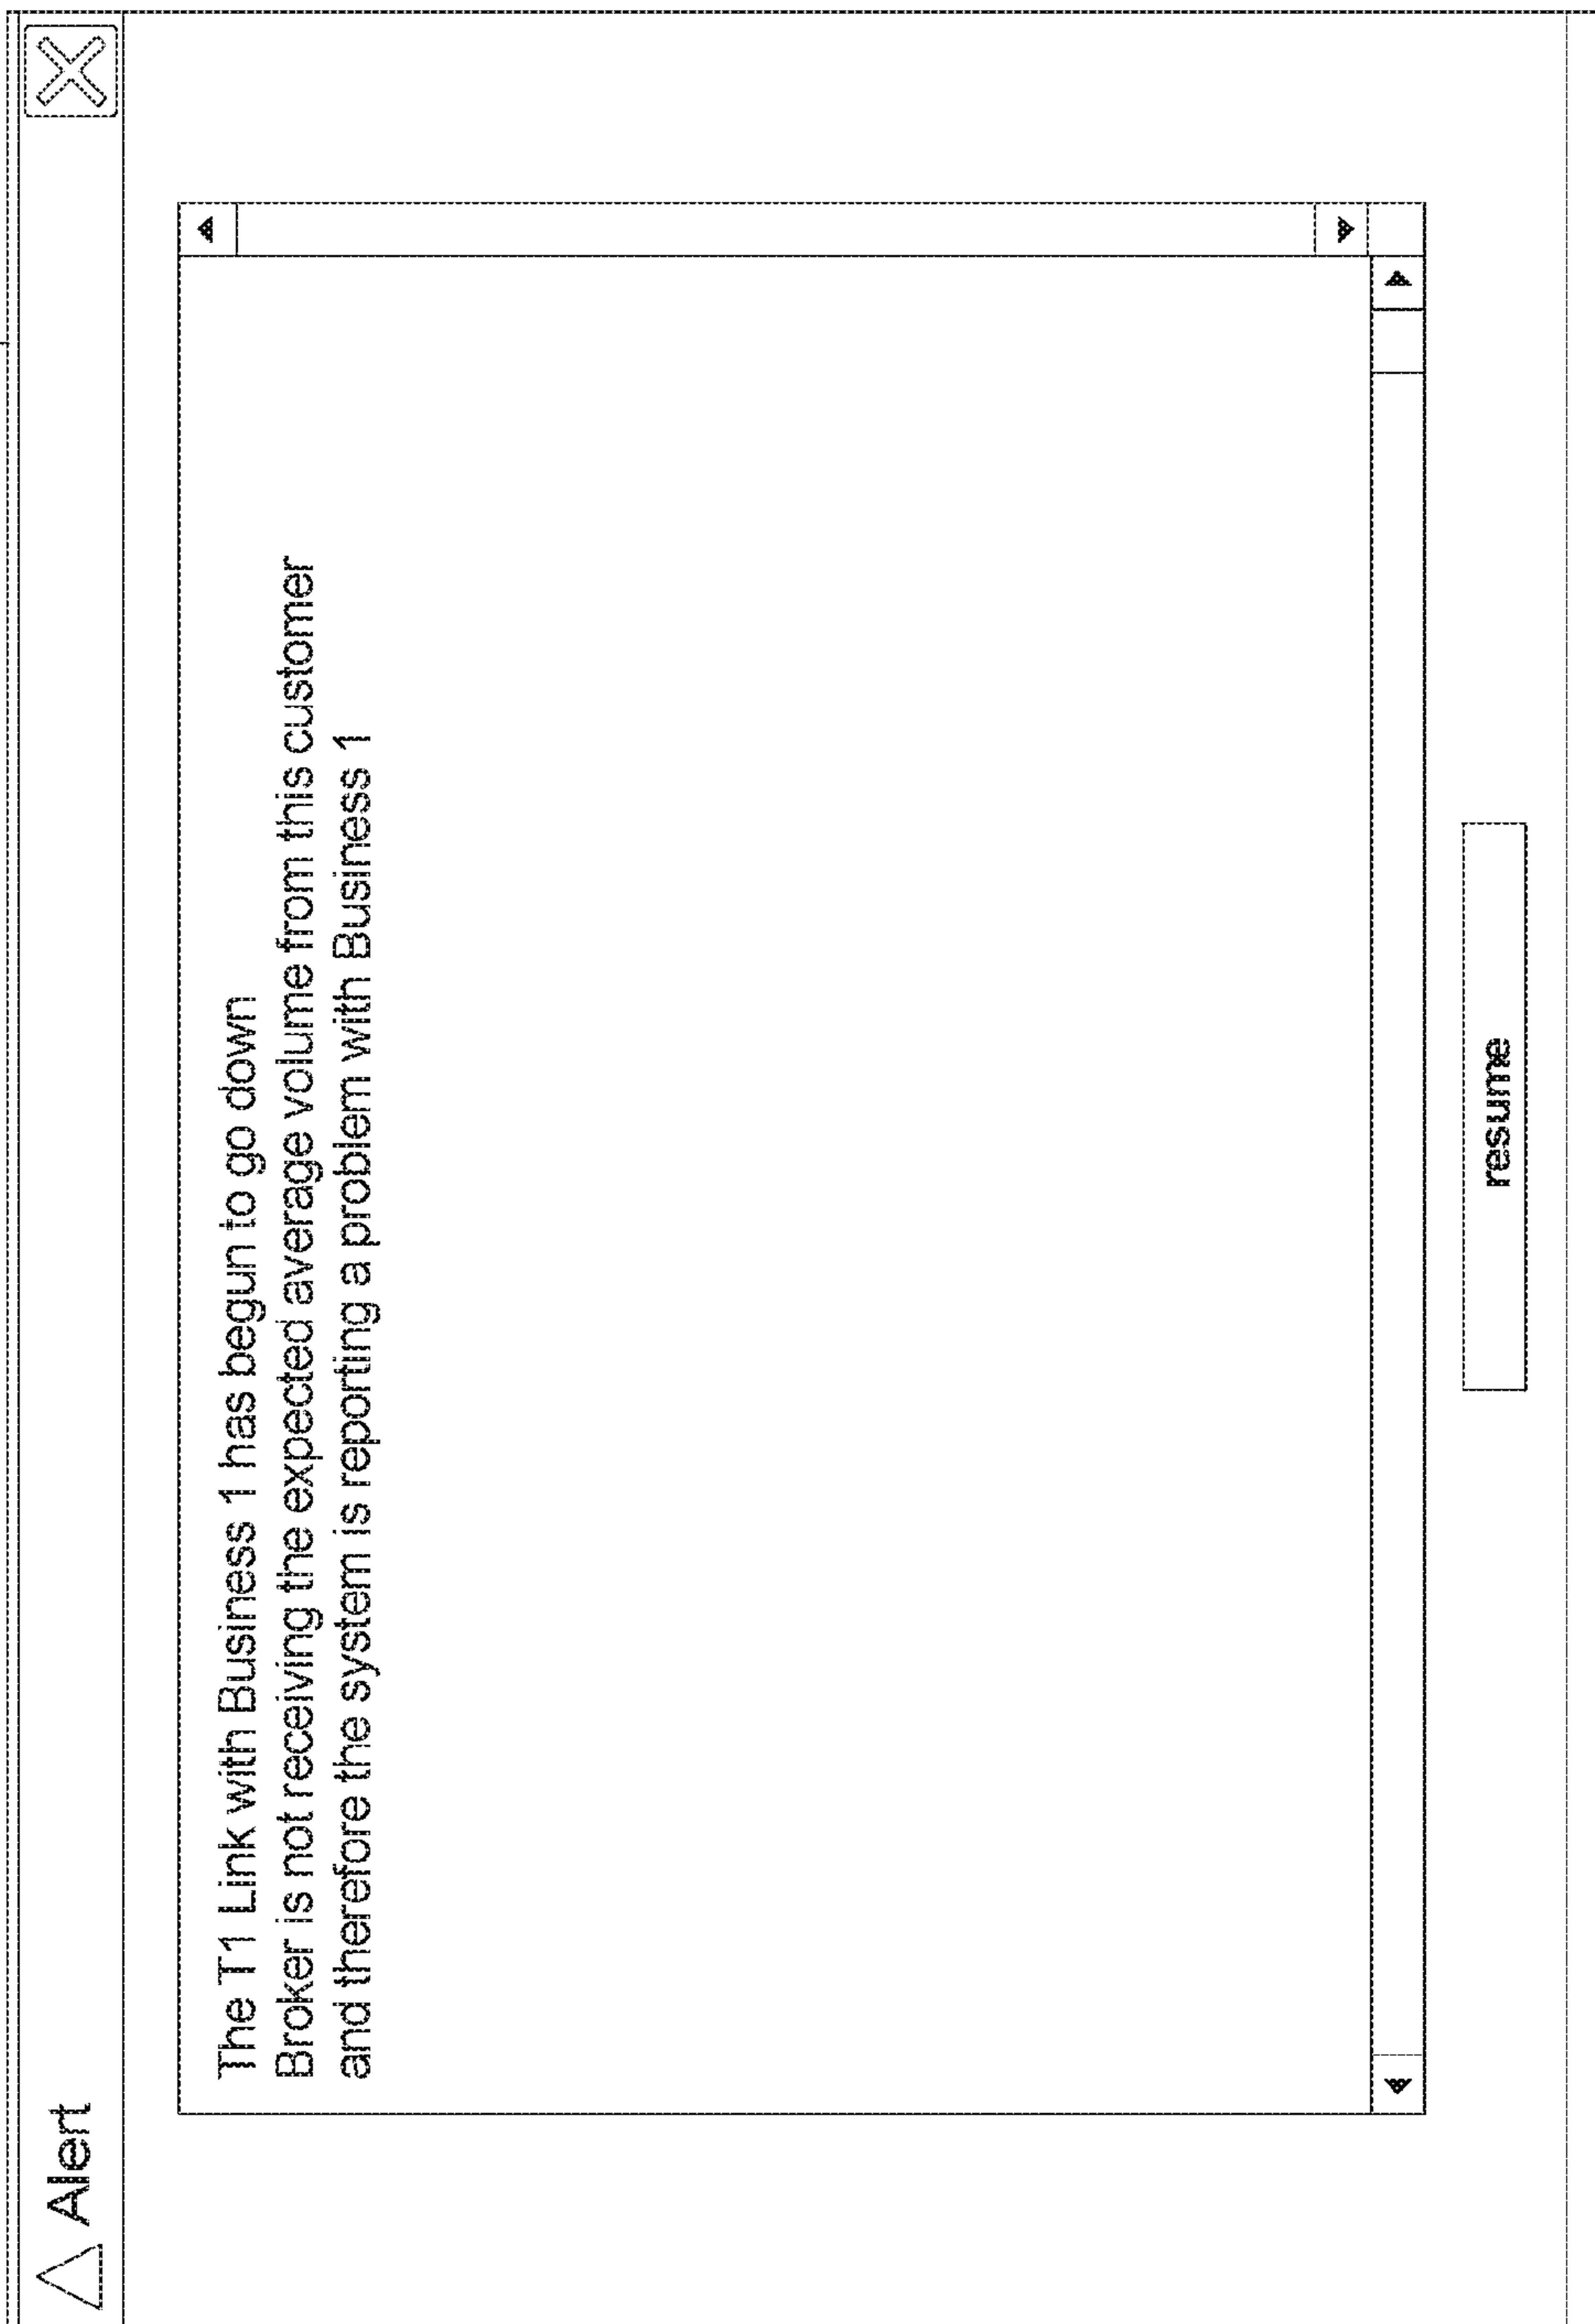 Alert
The T1 Link with Business 1 has begun to go down
Broker is not receiving the expected average volume from this customer
and therefore the system is reporting a problem with Business 1
resume